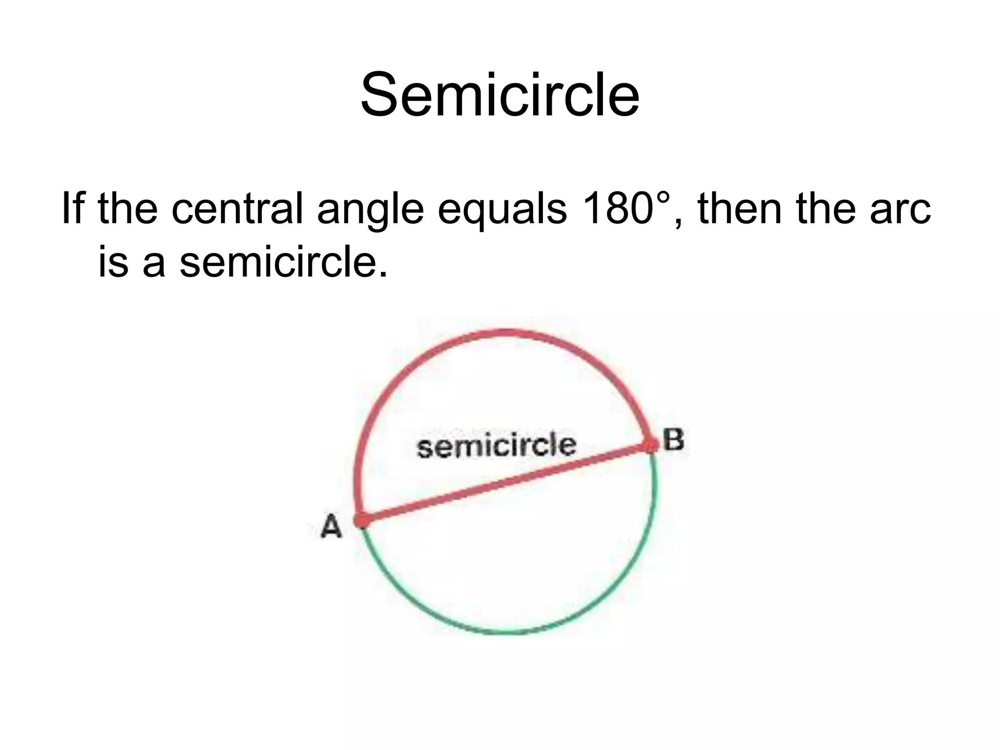 Semicircle
If the central angle equals 180°, then the arc
is a semicircle.
semicircle
B
A